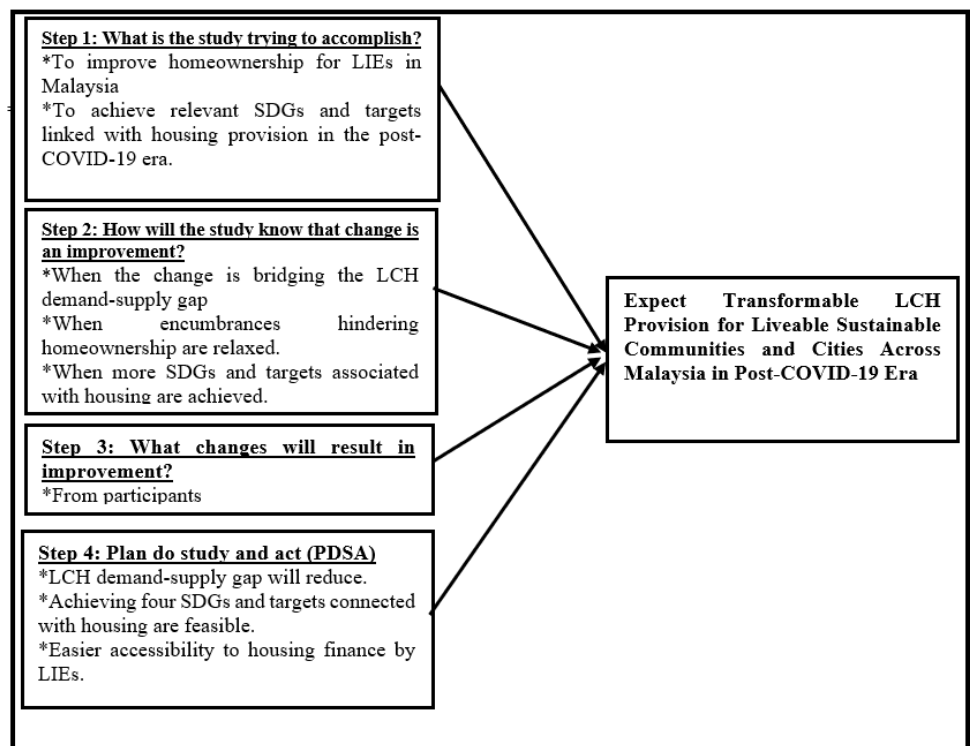 Step 1: What is the study trying to accomplish?
*To improve homeownership for LIEs in
Malaysia
*To achieve relevant SDGs and targets
linked with housing provision in the post-
COVID-19 era.
Step 2: How will the study know that change is
an improvement?
*When the change is bridging the LCH
demand-supply gap
*When encumbrances hindering
homeownership are relaxed.
*When more SDGs and targets associated
with housing are achieved.
Step 3: What changes will result in
improvement?
*From participants
Step 4: Plan do study and act (PDSA)
*LCH demand-supply gap will reduce.
*Achieving four SDGs and targets connected
with housing are feasible.
*Easier accessibility to housing finance by
LIEs.
Expect Transformable LCH
Provision for Liveable Sustainable
Communities and Cities Across
Malaysia in Post-COVID-19 Era